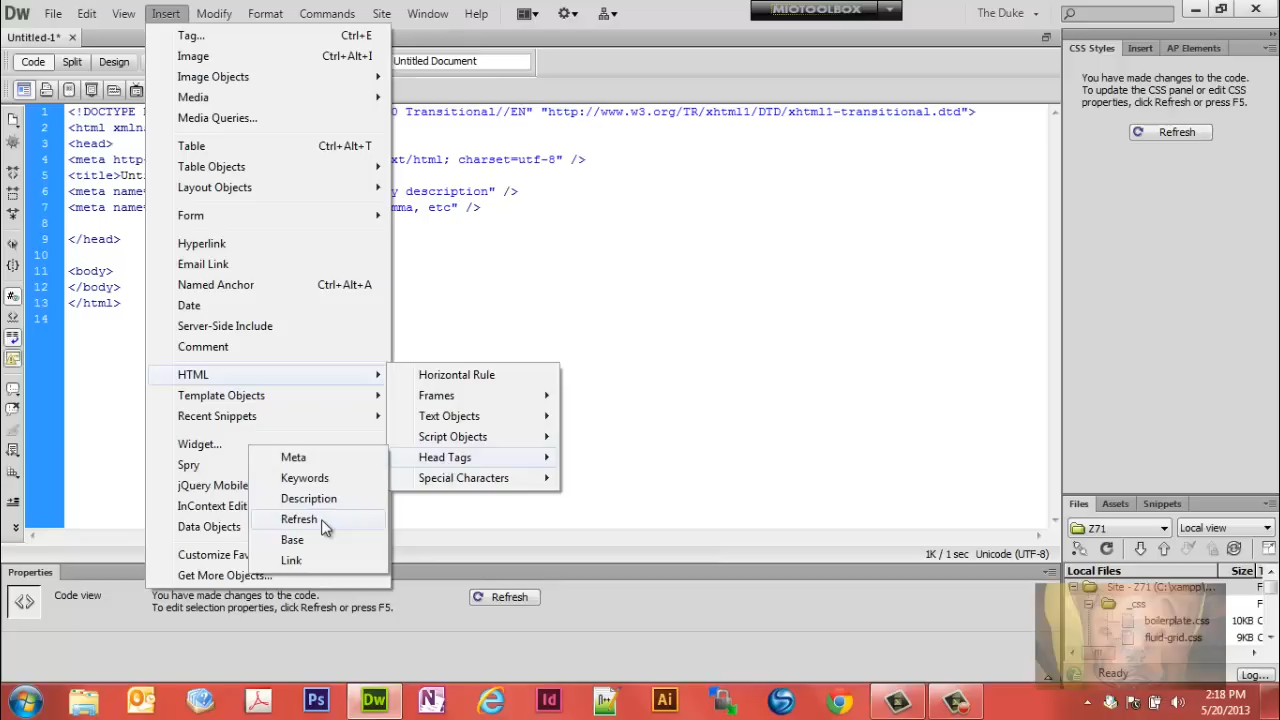 Dw File Edit View Insert Modify Format Commands Site Window Help MIOTOOLBOX The Duke
Untitled-1* ×
Code Split Design Untitled Document
1 <!DOCTYPE 0 Transitional//EN" "http://www.w3.org/TR/xhtml1/DTD/xhtml1-transitional.dtd">
2 <html xmln
3 <head>
4 <meta http ext/html; charset=utf-8" />
5 <title>Unt
6 <meta name= y description" />
7 <meta name= mma, etc" />
8
9 </head>
10
11 <body>
12 </body>
13 </html>
14
Tag... Ctrl+E
Image Ctrl+Alt+I
Image Objects
Media
Media Queries...
Table Ctrl+Alt+T
Table Objects
Layout Objects
Form
Hyperlink
Email Link
Named Anchor Ctrl+Alt+A
Date
Server-Side Include
Comment
HTML
Template Objects
Recent Snippets
Widget...
Spry
jQuery Mobile
InContext Edit
Data Objects
Customize Fav
Get More Objects...
Horizontal Rule
Frames
Text Objects
Script Objects
Head Tags
Special Characters
Meta
Keywords
Description
Refresh
Base
Link
CSS Styles Insert AP Elements
You have made changes to the code.
To update the CSS panel or edit CSS
properties, click Refresh or press F5.
Refresh
1K / 1 sec Unicode (UTF-8)
Properties
Code view
You have made changes to the code.
To edit selection properties, click Refresh or press F5.
Refresh
Files Assets Snippets
Z71 Local view
Local Files Size
Site - Z71 (C:\xampp\... F
_css F
boilerplate.css 10KB C
fluid-grid.css 9KB C
Ready Log...
Ps Dw N Id Ai
2:18 PM
5/20/2013